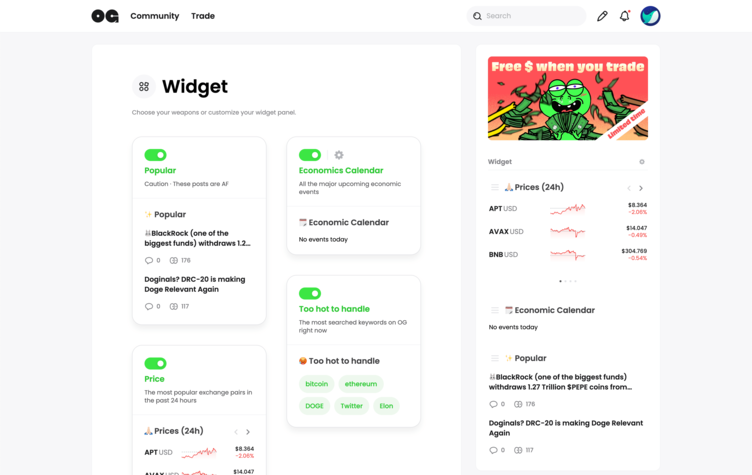 OG
Community
Trade
Search
Widget
Choose your weapons or customize your widget panel.
Popular
Caution - These posts are AF
✨ Popular
BlackRock (one of the
biggest funds) withdraws 1.2...
0
176
Doginals? DRC-20 is making
Doge Relevant Again
0
117
Price
The most popular exchange pairs in
the past 24 hours
Prices (24h)
APT USD
$8.364
-2.06%
AVAX USD
$14.047
Economics Calendar
All the major upcoming economic
events
Economic Calendar
No events today
Too hot to handle
The most searched keywords on OG
right now
Too hot to handle
bitcoin
ethereum
DOGE
Twitter
Elon
Free $ when you trade
Limited time
Widget
Prices (24h)
APT USD
$8.364
-2.06%
AVAX USD
$14.047
-0.49%
BNB USD
$304.769
-0.54%
Economic Calendar
No events today
✨ Popular
BlackRock (one of the biggest funds)
withdraws 1.27 Trillion $PEPE coins from...
0
176
Doginals? DRC-20 is making Doge Relevant
Again
0
117